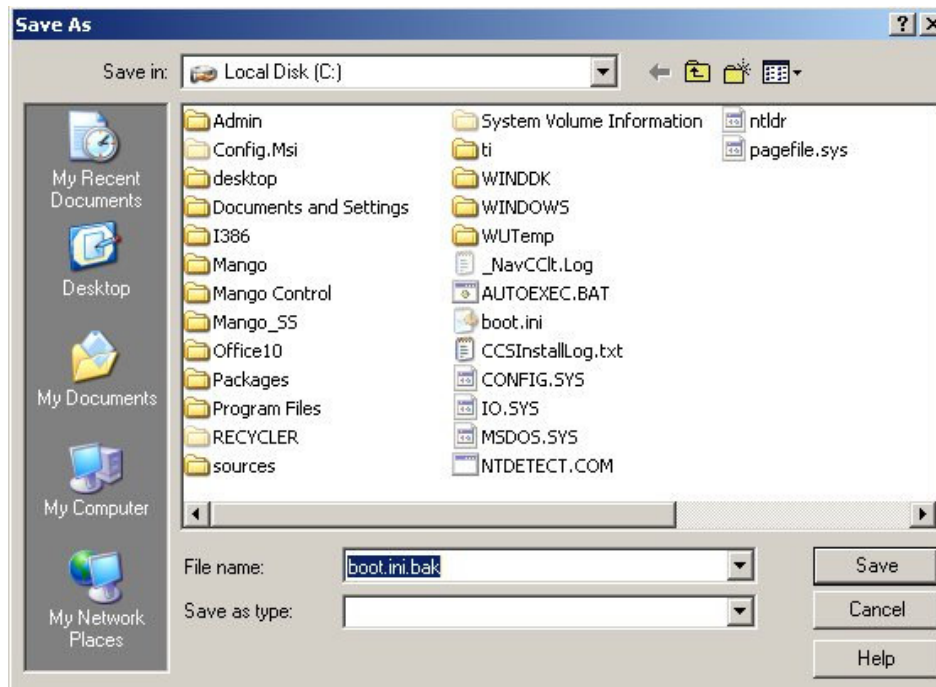 Save As
Save in:
Local Disk (C:)
My Recent
Documents
Desktop
My Documents
My Computer
My Network
Places
Admin
Config.Msi
desktop
Documents and Settings
I386
Mango
Mango Control
Mango_SS
Office10
Packages
Program Files
RECYCLER
sources
System Volume Information
ti
WINDDK
WINDOWS
WUTemp
_NavCClt.Log
AUTOEXEC.BAT
boot.ini
CCSInstallLog.txt
CONFIG.SYS
IO.SYS
MSDOS.SYS
NTDETECT.COM
ntldr
pagefile.sys
File name:
boot.ini.bak
Save
Save as type:
Cancel
Help